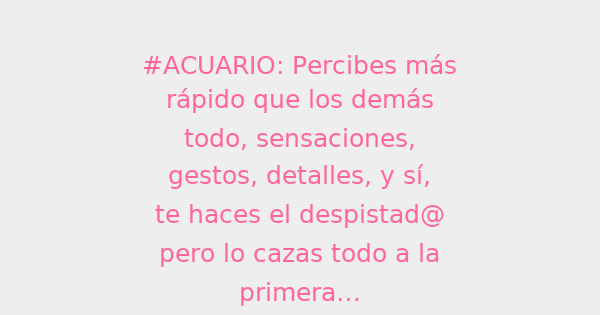 #ACUARIO: Percibes más
rápido que los demás
todo, sensaciones,
gestos, detalles, y sí,
te haces el despistad@
pero lo cazas todo a la
primera...